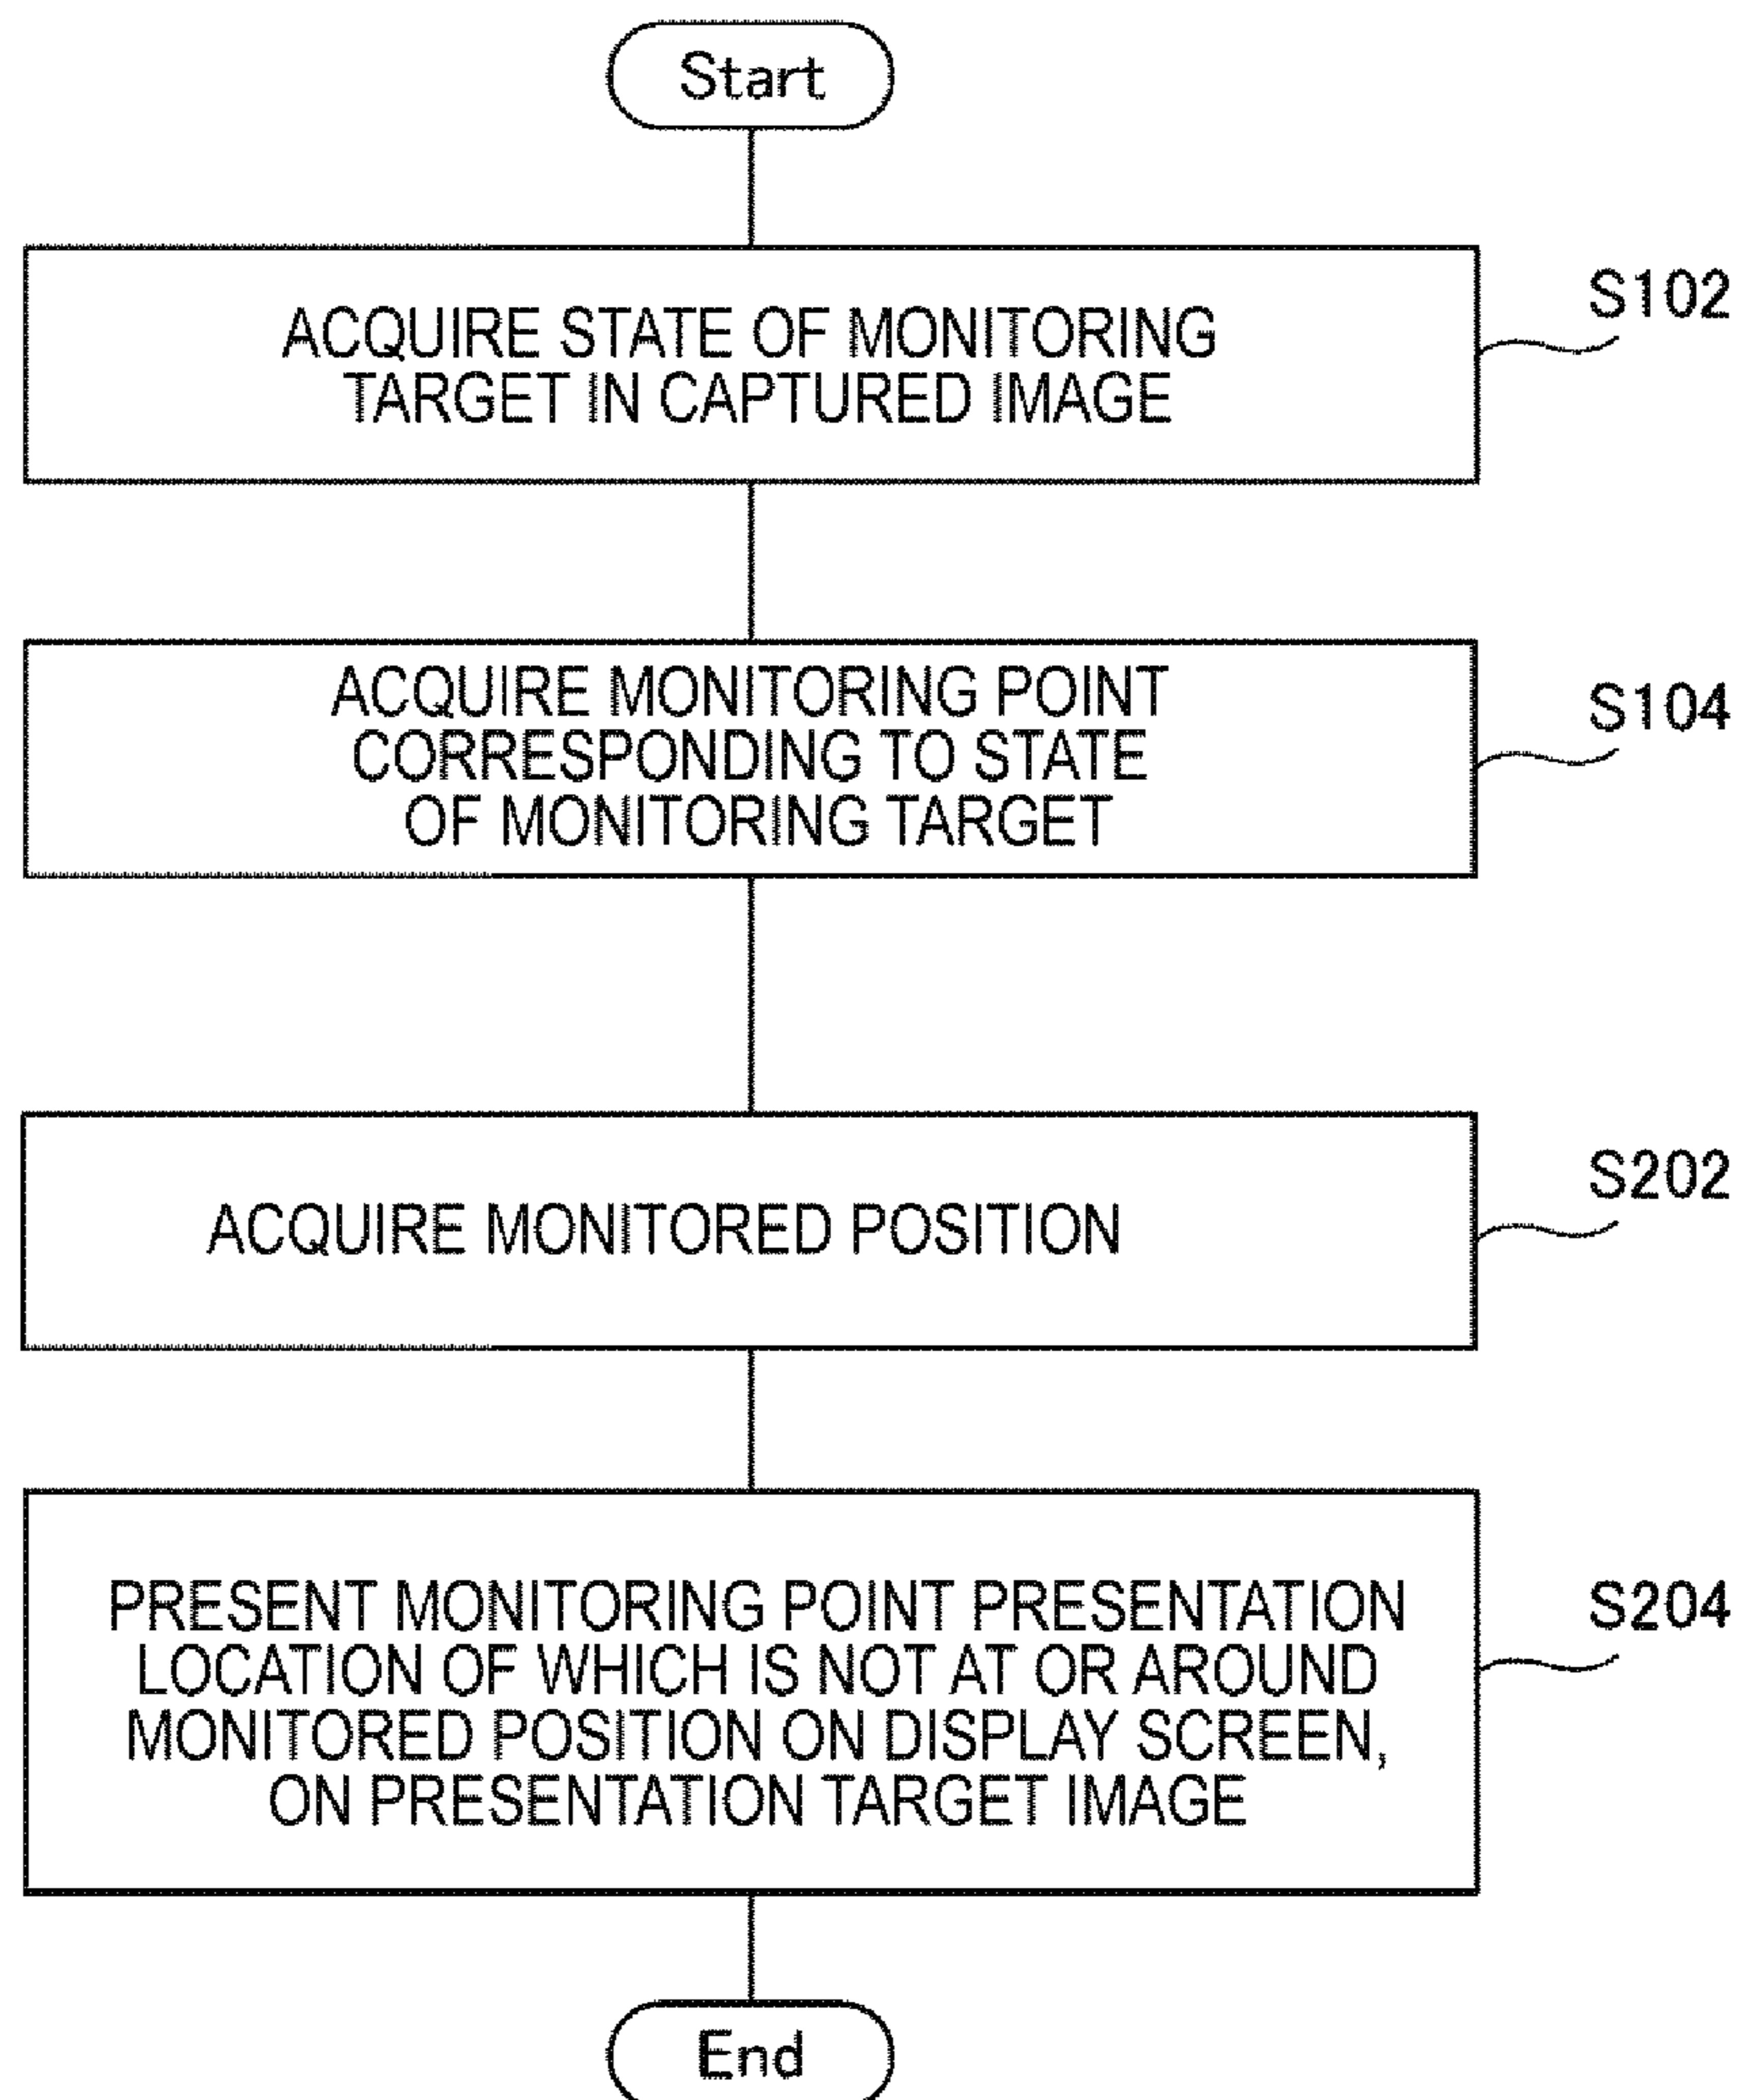 Start
ACQUIRE STATE OF MONITORING
TARGET IN CAPTURED IMAGE
S102
ACQUIRE MONITORING POINT
CORRESPONDING TO STATE
OF MONITORING TARGET
S104
ACQUIRE MONITORED POSITION
S202
PRESENT MONITORING POINT PRESENTATION
LOCATION OF WHICH IS NOT AT OR AROUND
MONITORED POSITION ON DISPLAY SCREEN,
ON PRESENTATION TARGET IMAGE
S204
End